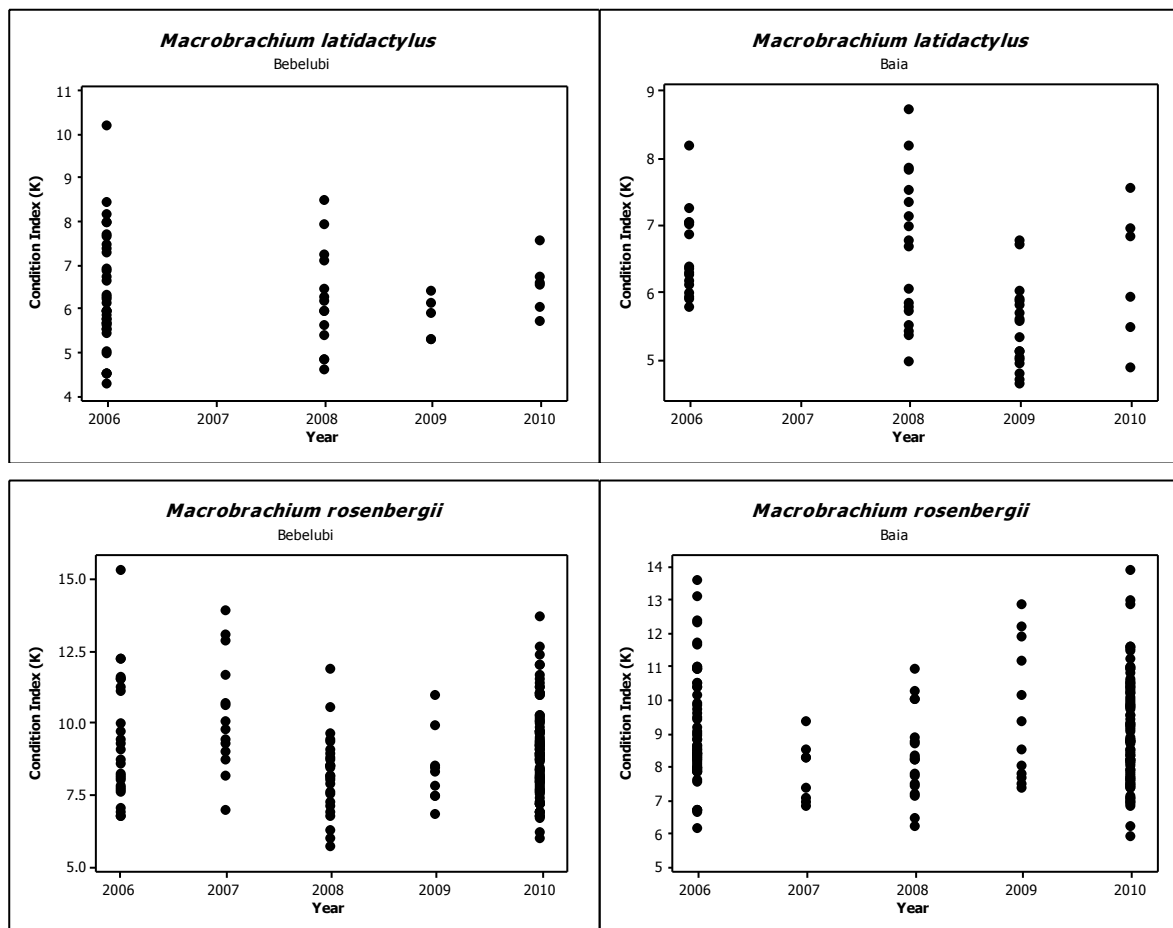 Macrobrachium latidactylus
Bebelubi
Condition Index (K)
11
10
9
8
7
6
5
4
2006 2007 2008 2009 2010
Year
Macrobrachium latidactylus
Baia
Condition Index (K)
9
8
7
6
5
2006 2007 2008 2009 2010
Year
Macrobrachium rosenbergii
Bebelubi
Condition Index (K)
15.0
12.5
10.0
7.5
5.0
2006 2007 2008 2009 2010
Year
Macrobrachium rosenbergii
Baia
Condition Index (K)
14
13
12
11
10
9
8
7
6
5
2006 2007 2008 2009 2010
Year